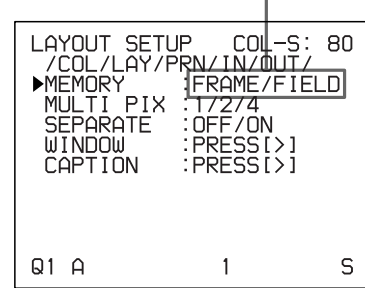 LAYOUT SETUP COL-S: 80
/COL/LAY/PRN/IN/OUT/
▶MEMORY :FRAME/FIELD
MULTI PIX :1/2/4
SEPARATE :OFF/ON
WINDOW :PRESS[>]
CAPTION :PRESS[>]
Q1 A 1 S